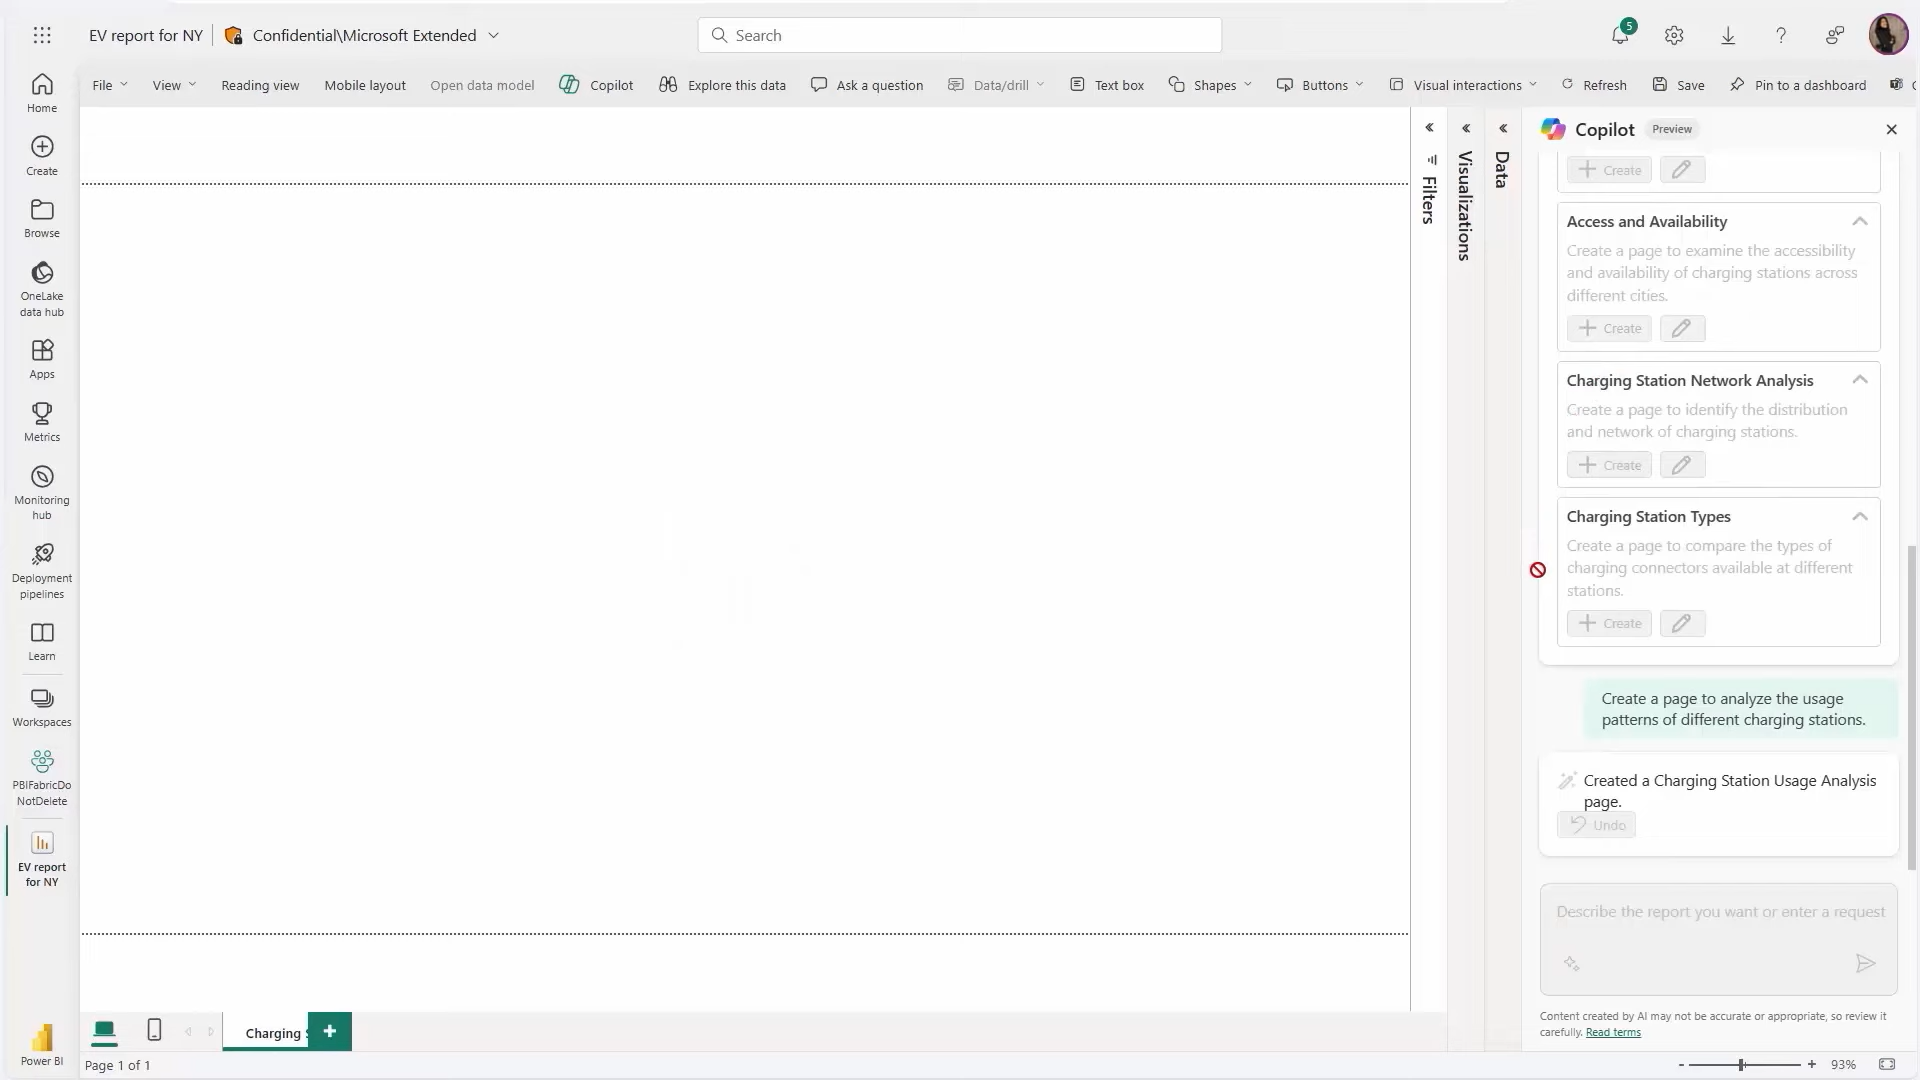 EV report for NY
Confidential\Microsoft Extended
Search
5
File
View
Reading view
Mobile layout
Open data model
Copilot
Explore this data
Ask a question
Data/drill
Text box
Shapes
Buttons
Visual interactions
Refresh
Save
Pin to a dashboard
Home
Create
Browse
OneLake
data hub
Apps
Metrics
Monitoring
hub
Deployment
pipelines
Learn
Workspaces
PBIFabricDo
NotDelete
EV report
for NY
Power BI
Filters
Visualizations
Data
Copilot
Preview
Create
Access and Availability
Create a page to examine the accessibility
and availability of charging stations across
different cities.
Create
Charging Station Network Analysis
Create a page to identify the distribution
and network of charging stations.
Create
Charging Station Types
Create a page to compare the types of
charging connectors available at different
stations.
Create
Create a page to analyze the usage
patterns of different charging stations.
Created a Charging Station Usage Analysis
page.
Undo
Describe the report you want or enter a request
Content created by AI may not be accurate or appropriate, so review it
carefully. Read terms
Charging
Page 1 of 1
- + 93%